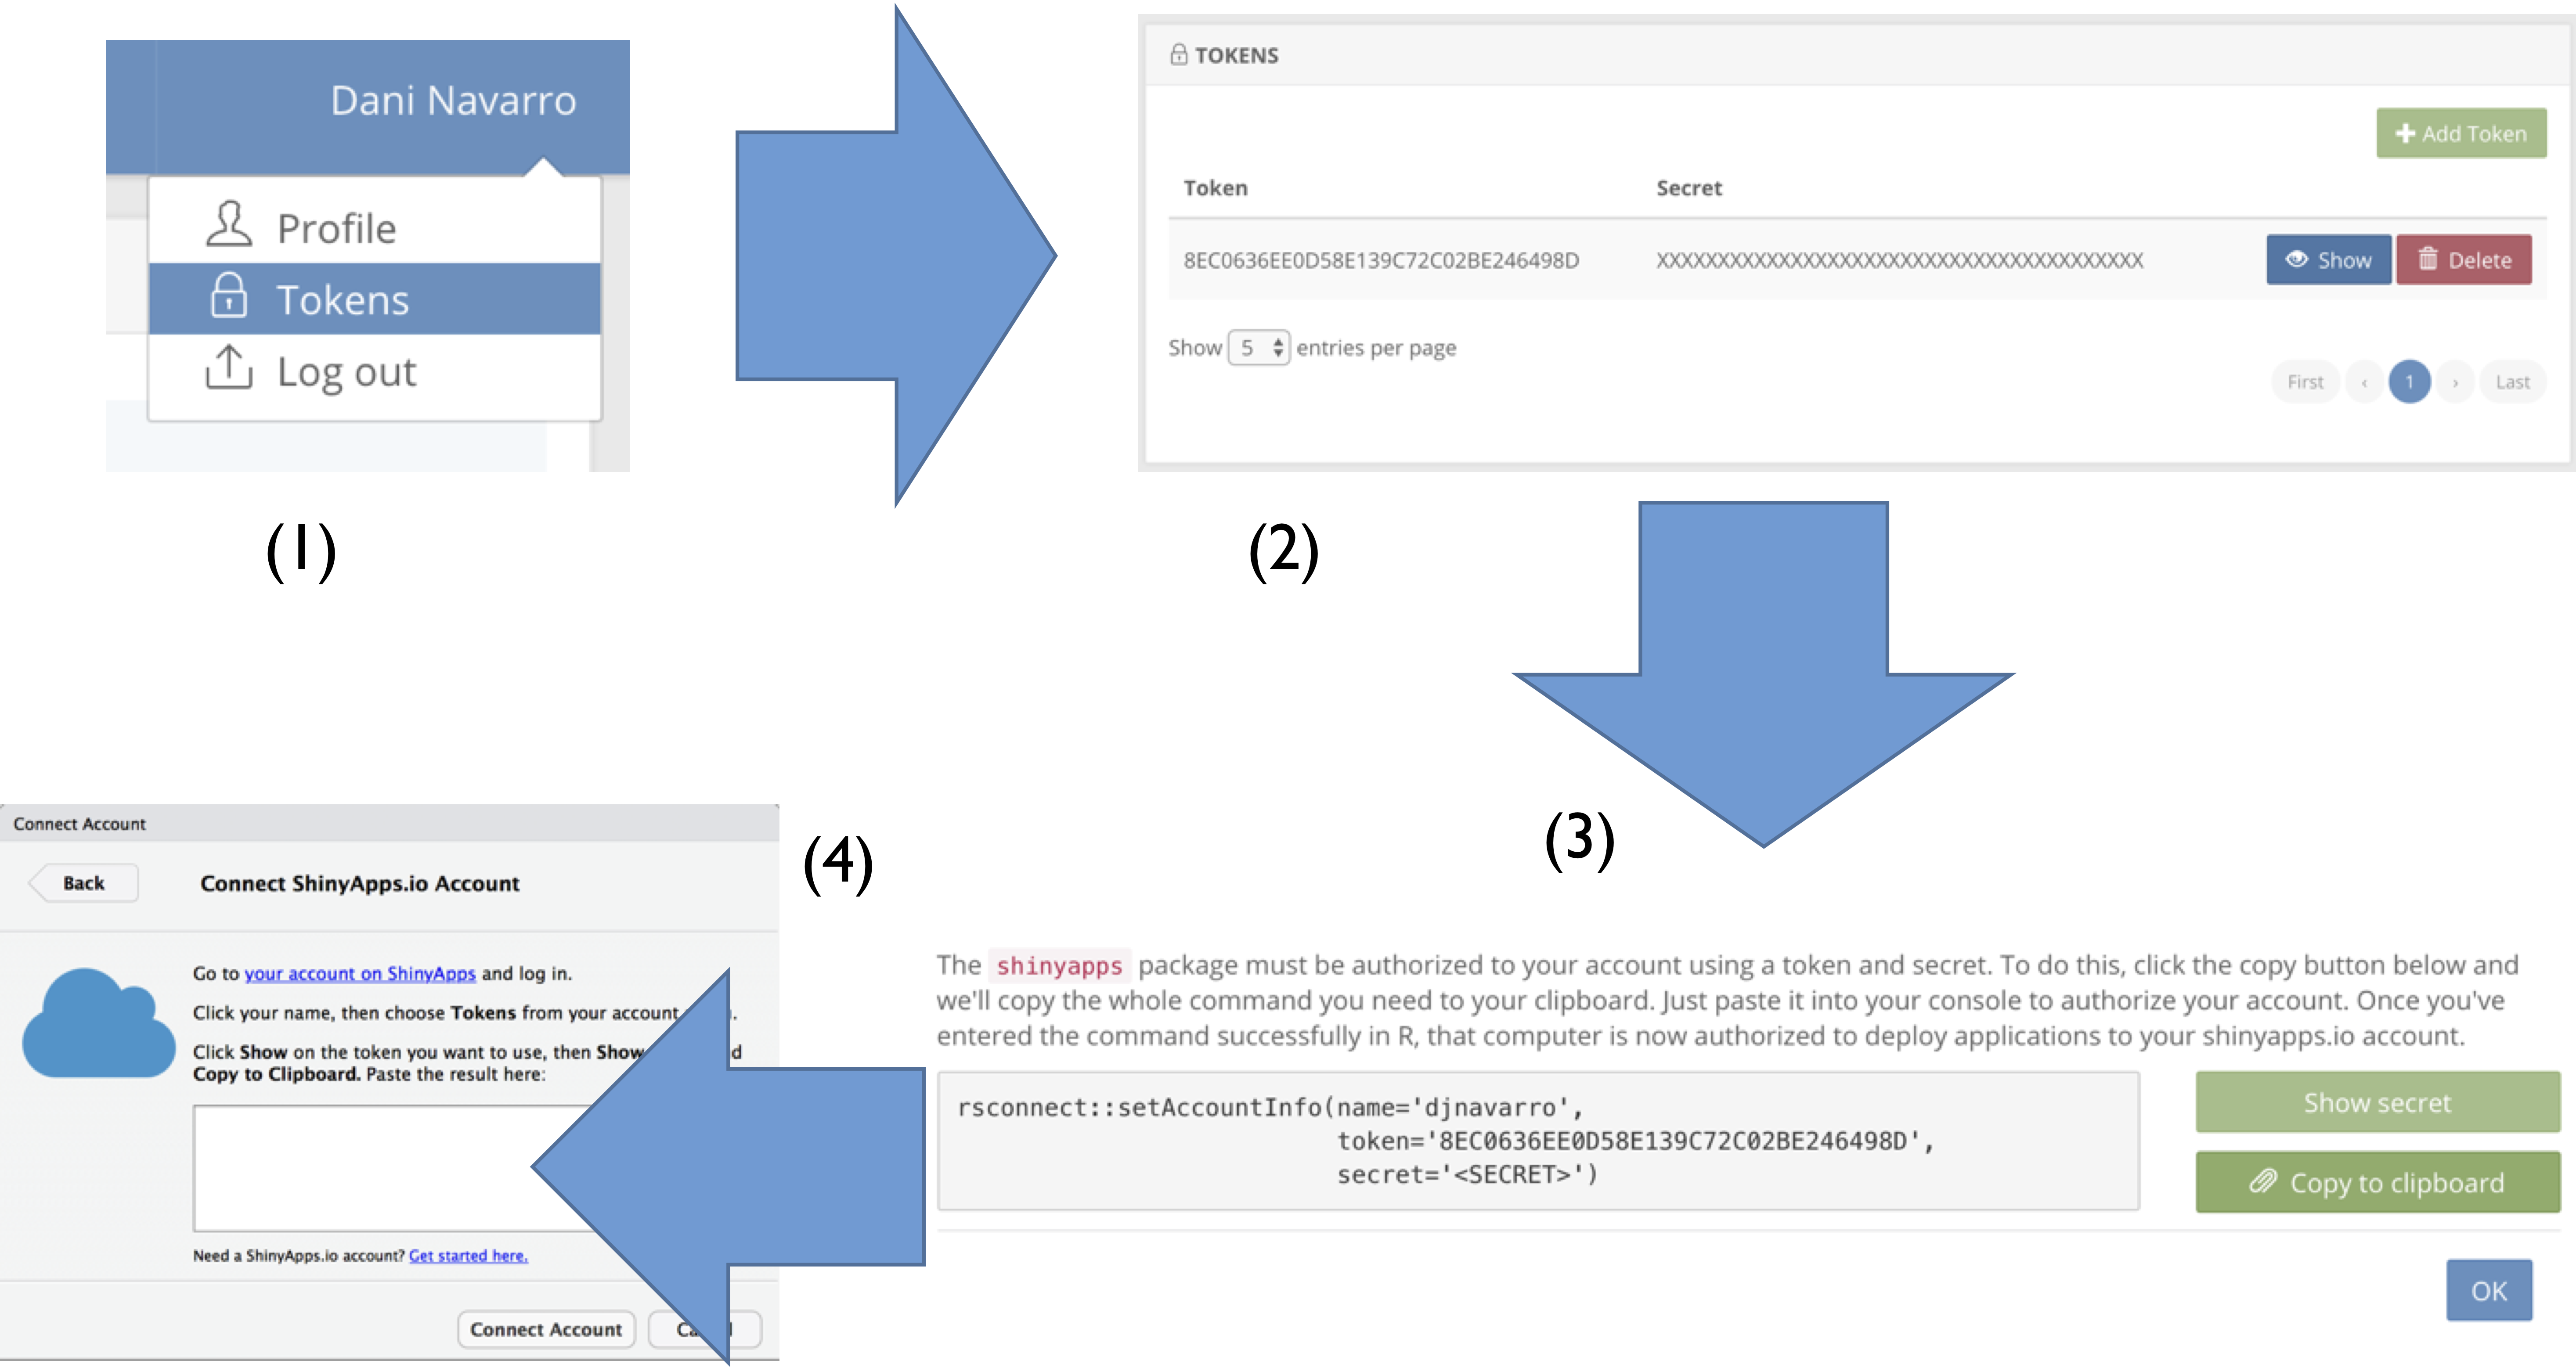 Dani Navarro
Profile
Tokens
Log out
(1)
TOKENS
Add Token
Token Secret
8EC0636EE0D58E139C72C02BE246498D XXXXXXXXXXXXXXXXXXXXXXXXXXXXXXXXXXXXXXXX Show Delete
Show 5 entries per page
First ‹ 1 › Last
(2)
(3)
The shinyapps package must be authorized to your account using a token and secret. To do this, click the copy button below and
we'll copy the whole command you need to your clipboard. Just paste it into your console to authorize your account. Once you've
entered the command successfully in R, that computer is now authorized to deploy applications to your shinyapps.io account.
rsconnect::setAccountInfo(name='djnavarro',
token='8EC0636EE0D58E139C72C02BE246498D',
secret='<SECRET>')
Show secret
Copy to clipboard
OK
(4)
Connect Account
Back Connect ShinyApps.io Account
Go to your account on ShinyApps and log in.
Click your name, then choose Tokens from your account
Click Show on the token you want to use, then Show
Copy to Clipboard. Paste the result here:
Need a ShinyApps.io account? Get started here.
Connect Account